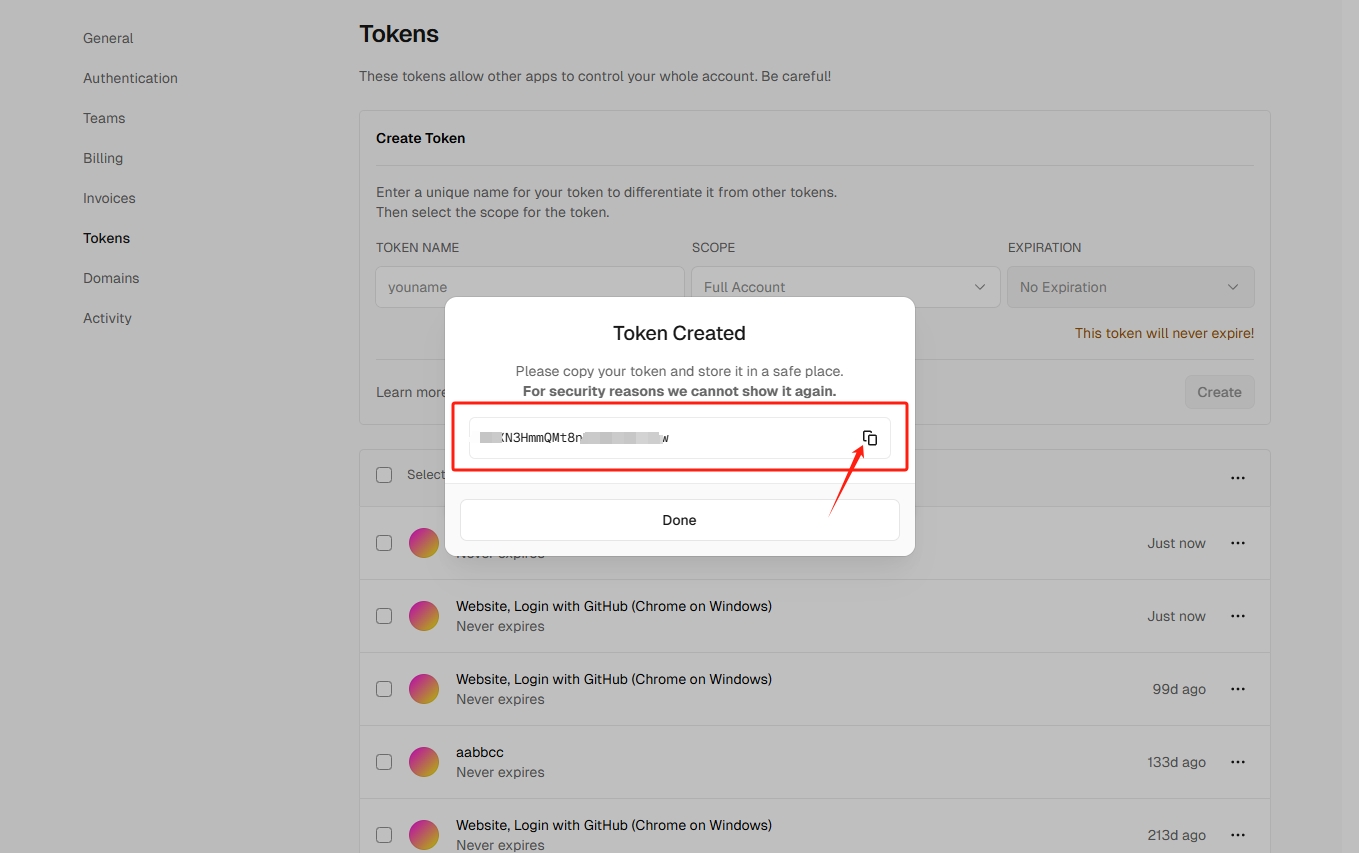 General
Authentication
Teams
Billing
Invoices
Tokens
Domains
Activity
Tokens
These tokens allow other apps to control your whole account. Be careful!
Create Token
Enter a unique name for your token to differentiate it from other tokens.
Then select the scope for the token.
TOKEN NAME
SCOPE
EXPIRATION
youname
Full Account
No Expiration
This token will never expire!
Learn more
Create
Token Created
Please copy your token and store it in a safe place.
For security reasons we cannot show it again.
N3HmmQMt8n w
Done
Select
Never expires
Just now
Website, Login with GitHub (Chrome on Windows)
Never expires
Just now
Website, Login with GitHub (Chrome on Windows)
Never expires
99d ago
aabbcc
Never expires
133d ago
Website, Login with GitHub (Chrome on Windows)
Never expires
213d ago